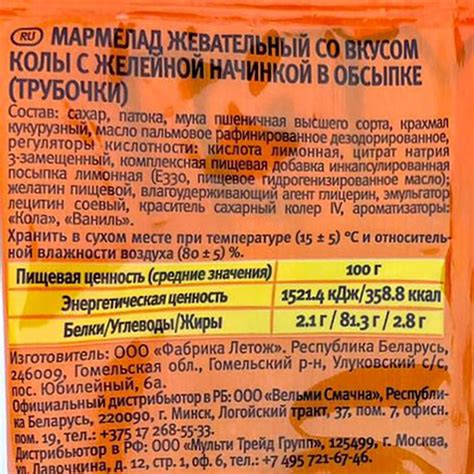 RU МАРМЕЛАД ЖЕВАТЕЛЬНЫЙ СО ВКУСОМ
КОЛЫ С ЖЕЛЕЙНОЙ НАЧИНКОЙ В ОБСЫПКЕ
(ТРУБОЧКИ)
Состав: сахар, патока, мука пшеничная высшего сорта, крахмал
кукурузный, масло пальмовое рафинированное дезодорированное,
регуляторы кислотности: кислота лимонная, цитрат натрия
3-замещенный, комплексная пищевая добавка инкапсулированная
посыпка лимонная (Е330, пищевое гидрогенизированное масло);
желатин пищевой, влагоудерживающий агент глицерин, эмульгатор
лецитин соевый, краситель сахарный колер IV, ароматизаторы:
«Кола», «Ваниль».
Хранить в сухом месте при температуре (15 ± 5) °С и относитель-
ной влажности воздуха (80 ± 5) %.
Пищевая ценность (средние значения) 100 г
Энергетическая ценность 1521.4 кДж/358.8 ккал
Белки/Углеводы/Жиры 2.1 г / 81.3 г / 2.8 г
Изготовитель: ООО «Фабрика Летож». Республика Беларусь,
246009, Гомельская обл., Гомельский р-н, Улуковский с/с,
пос. Юбилейный, 6а.
Официальный дистрибьютор в РБ: ООО «Вельми Смачна», Республи-
ка Беларусь, 220090, г. Минск, Логойский тракт, 37, пом. 7, офисн.
пом. 19, тел.: +375 17 268-55-33.
Дистрибьютор в РФ: ООО «Мульти Трейд Групп», 125499, г. Москва,
ул. Лавочкина, д. 12, стр. 1, оф. 6, тел.: +7 495 721-67-46.